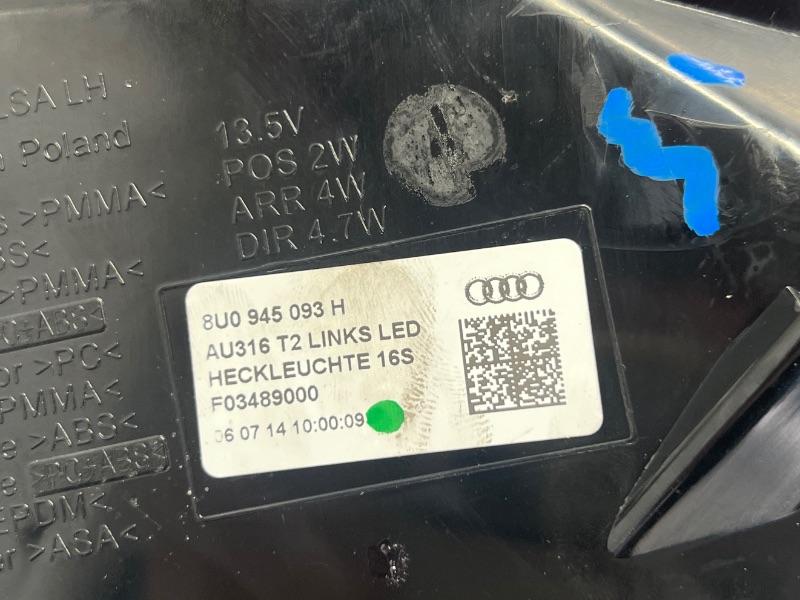 LSA LH
Poland
>PMMA<
>PMMA<
>PC<
PMMA<
>ABS<
>PC+ABS<
EPDM<
>ASA<
13.5V
POS 2W
ARR 4W
DIR 4.7W
8U0 945 093 H
AU316 T2 LINKS LED
HECKLEUCHTE 16S
F03489000
06 07 14 10:00:09